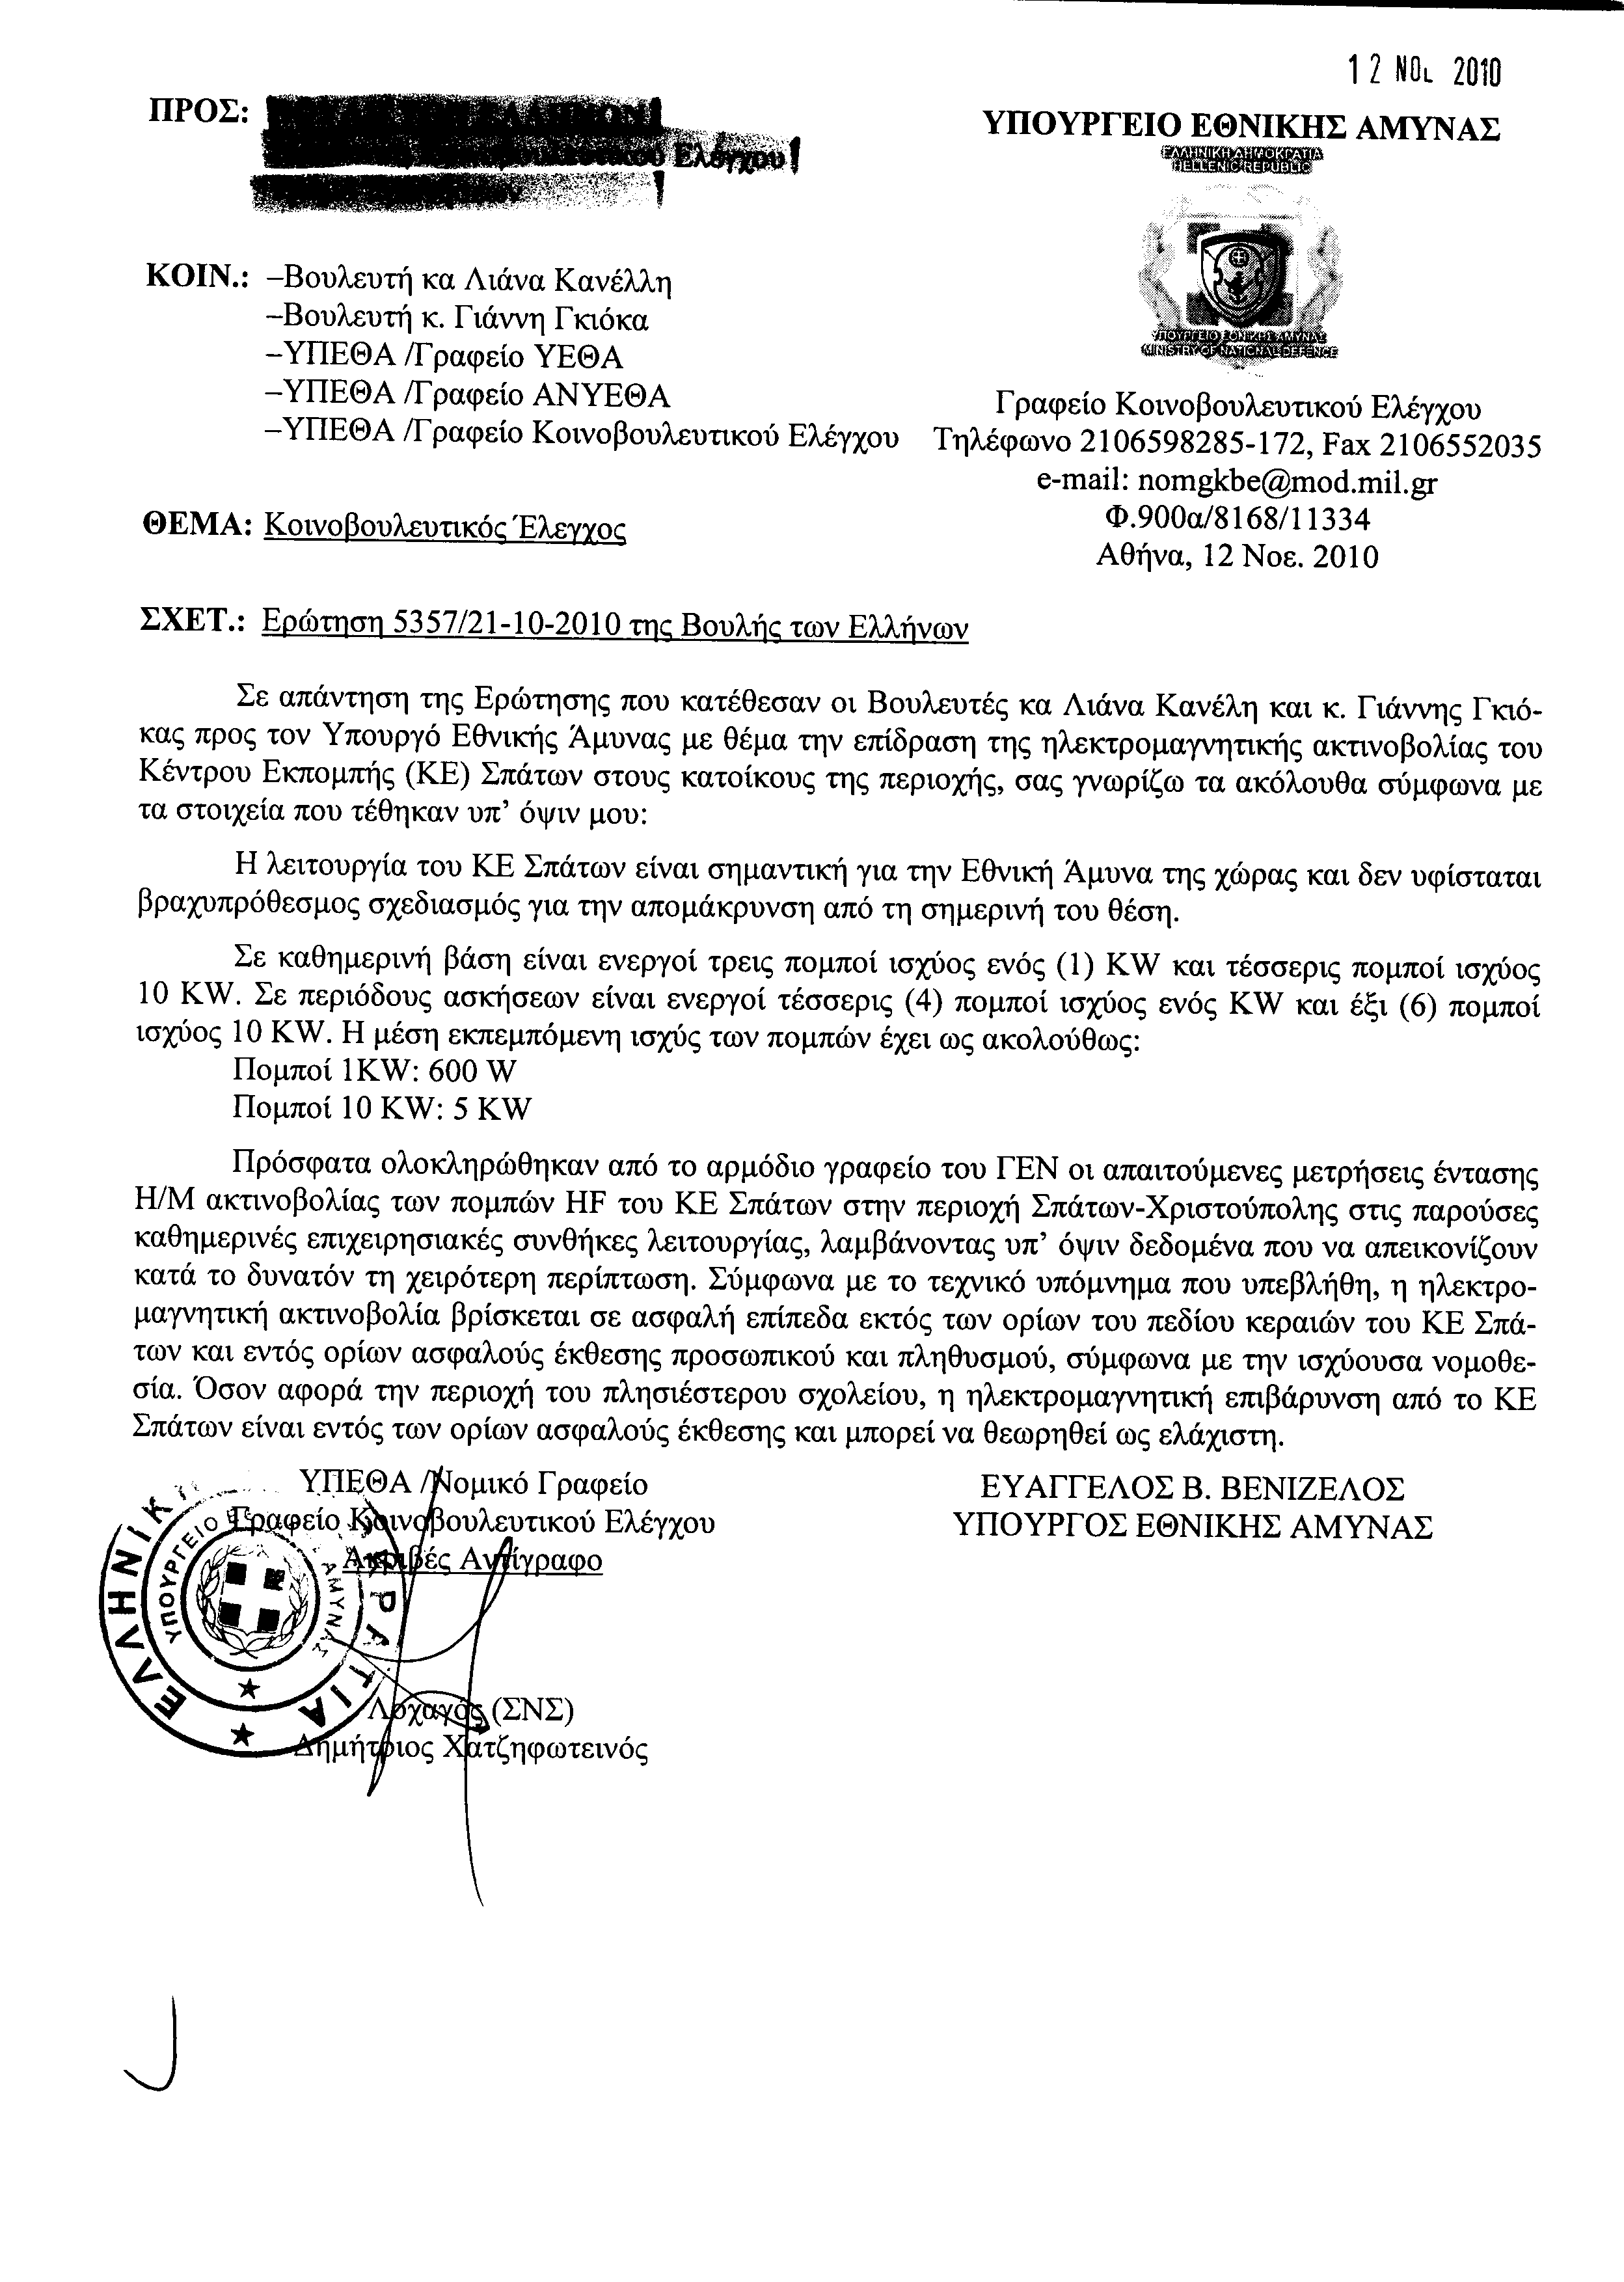 1 2 ΝΟ 2010
ΠΡΟΣ:
Ελέγχου
ΥΠΟΥΡΓΕΙΟ ΕΘΝΙΚΗΣ ΑΜΥΝΑΣ
ΕΛΛΗΝΙΚΗ ΔΗΜΟΚΡΑΤΙΑ
HELLENIC REPUBLIC
ΥΠΟΥΡΓΕΙΟ ΕΘΝΙΚΗΣ ΑΜΥΝΑΣ
MINISTRY OF NATIONAL DEFENCE
ΚΟΙΝ.: –Βουλευτή κα Λιάνα Κανέλλη
–Βουλευτή κ. Γιάννη Γκιόκα
–ΥΠΕΘΑ /Γραφείο ΥΕΘΑ
–ΥΠΕΘΑ /Γραφείο ΑΝΥΕΘΑ
–ΥΠΕΘΑ /Γραφείο Κοινοβουλευτικού Ελέγχου
Γραφείο Κοινοβουλευτικού Ελέγχου
Τηλέφωνο 2106598285-172, Fax 2106552035
e-mail: nomgkbe@mod.mil.gr
Φ.900α/8168/11334
Αθήνα, 12 Νοε. 2010
ΘΕΜΑ: Κοινοβουλευτικός Έλεγχος
ΣΧΕΤ.: Ερώτηση 5357/21-10-2010 της Βουλής των Ελλήνων
Σε απάντηση της Ερώτησης που κατέθεσαν οι Βουλευτές κα Λιάνα Κανέλη και κ. Γιάννης Γκιό-
κας προς τον Υπουργό Εθνικής Άμυνας με θέμα την επίδραση της ηλεκτρομαγνητικής ακτινοβολίας του
Κέντρου Εκπομπής (ΚΕ) Σπάτων στους κατοίκους της περιοχής, σας γνωρίζω τα ακόλουθα σύμφωνα με
τα στοιχεία που τέθηκαν υπ’ όψιν μου:
Η λειτουργία του ΚΕ Σπάτων είναι σημαντική για την Εθνική Άμυνα της χώρας και δεν υφίσταται
βραχυπρόθεσμος σχεδιασμός για την απομάκρυνση από τη σημερινή του θέση.
Σε καθημερινή βάση είναι ενεργοί τρεις πομποί ισχύος ενός (1) KW και τέσσερις πομποί ισχύος
10 KW. Σε περιόδους ασκήσεων είναι ενεργοί τέσσερις (4) πομποί ισχύος ενός KW και έξι (6) πομποί
ισχύος 10 KW. Η μέση εκπεμπόμενη ισχύς των πομπών έχει ως ακολούθως:
Πομποί 1KW: 600 W
Πομποί 10 KW: 5 KW
Πρόσφατα ολοκληρώθηκαν από το αρμόδιο γραφείο του ΓΕΝ οι απαιτούμενες μετρήσεις έντασης
Η/Μ ακτινοβολίας των πομπών HF του ΚΕ Σπάτων στην περιοχή Σπάτων-Χριστούπολης στις παρούσες
καθημερινές επιχειρησιακές συνθήκες λειτουργίας, λαμβάνοντας υπ’ όψιν δεδομένα που να απεικονίζουν
κατά το δυνατόν τη χειρότερη περίπτωση. Σύμφωνα με το τεχνικό υπόμνημα που υπεβλήθη, η ηλεκτρο-
μαγνητική ακτινοβολία βρίσκεται σε ασφαλή επίπεδα εκτός των ορίων του πεδίου κεραιών του ΚΕ Σπά-
των και εντός ορίων ασφαλούς έκθεσης προσωπικού και πληθυσμού, σύμφωνα με την ισχύουσα νομοθε-
σία. Όσον αφορά την περιοχή του πλησιέστερου σχολείου, η ηλεκτρομαγνητική επιβάρυνση από το ΚΕ
Σπάτων είναι εντός των ορίων ασφαλούς έκθεσης και μπορεί να θεωρηθεί ως ελάχιστη.
ΥΠΕΘΑ /Νομικό Γραφείο
Γραφείο Κοινοβουλευτικού Ελέγχου
Ακριβές Αντίγραφο
ΕΥΑΓΓΕΛΟΣ Β. ΒΕΝΙΖΕΛΟΣ
ΥΠΟΥΡΓΟΣ ΕΘΝΙΚΗΣ ΑΜΥΝΑΣ
Λοχαγός (ΣΝΣ)
Δημήτριος Χατζηφωτεινός